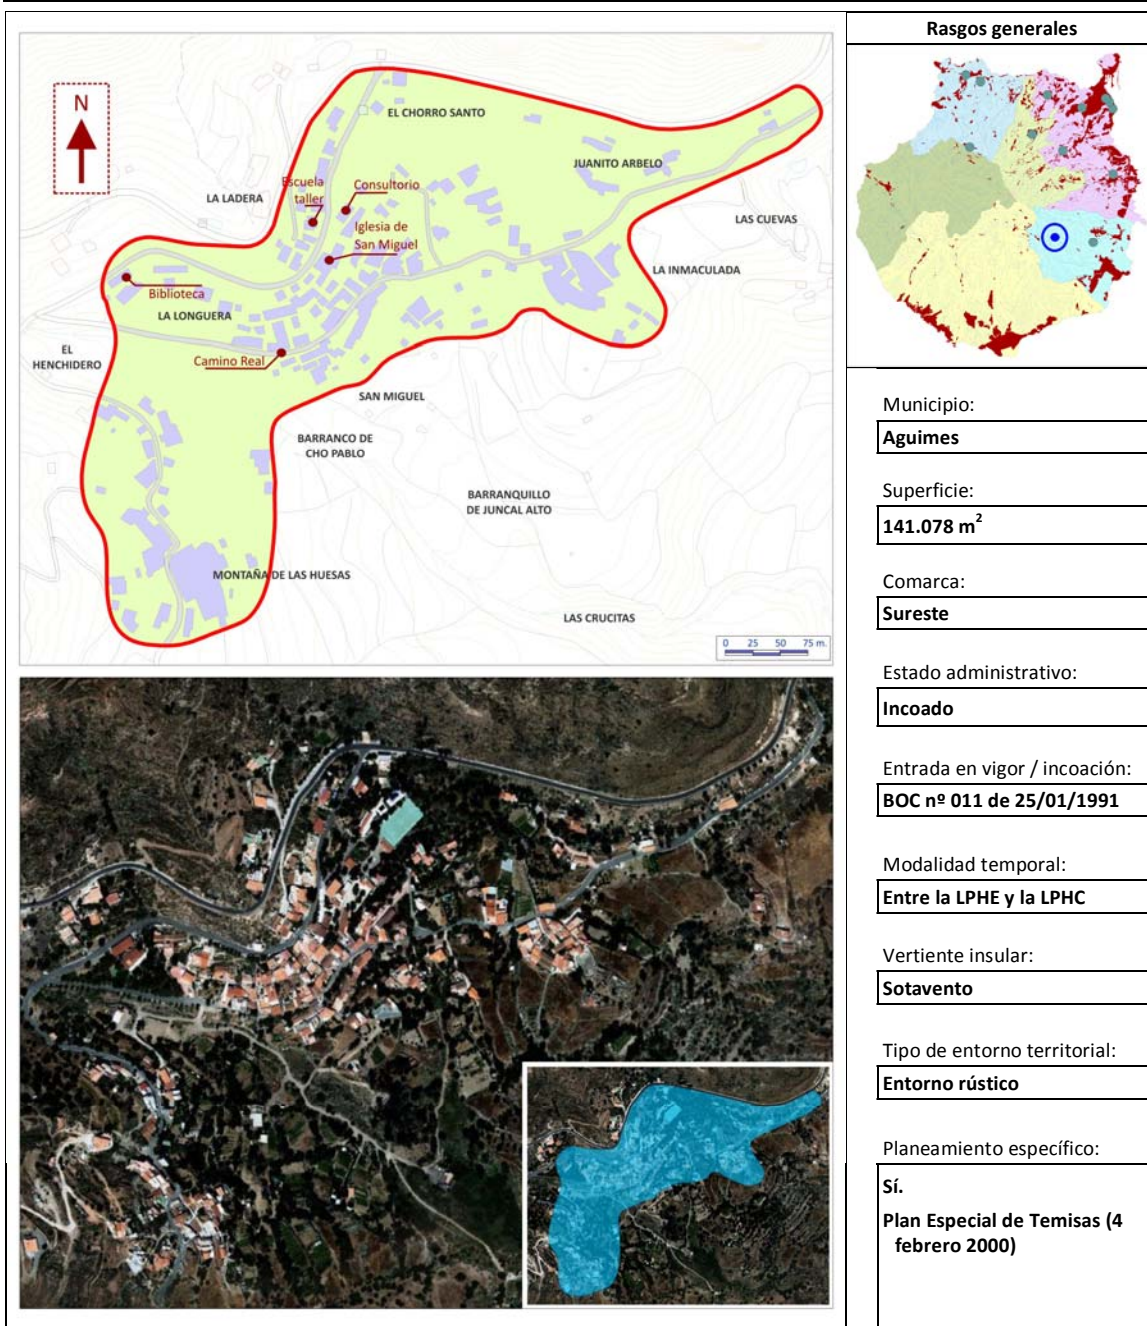 Rasgos generales
N
EL CHORRO SANTO
JUANITO ARBELO
LA LADERA
Escuela
taller
Consultorio
Iglesia de
San Miguel
LAS CUEVAS
LA INMACULADA
Biblioteca
LA LONGUERA
EL
HENCHIDERO
Camino Real
SAN MIGUEL
BARRANCO DE
CHO PABLO
BARRANQUILLO
DE JUNCAL ALTO
MONTAÑA DE LAS HUESAS
LAS CRUCITAS
0 25 50 75 m.
Municipio:
Aguimes
Superficie:
141.078 m²
Comarca:
Sureste
Estado administrativo:
Incoado
Entrada en vigor / incoación:
BOC nº 011 de 25/01/1991
Modalidad temporal:
Entre la LPHE y la LPHC
Vertiente insular:
Sotavento
Tipo de entorno territorial:
Entorno rústico
Planeamiento específico:
Sí.
Plan Especial de Temisas (4
febrero 2000)